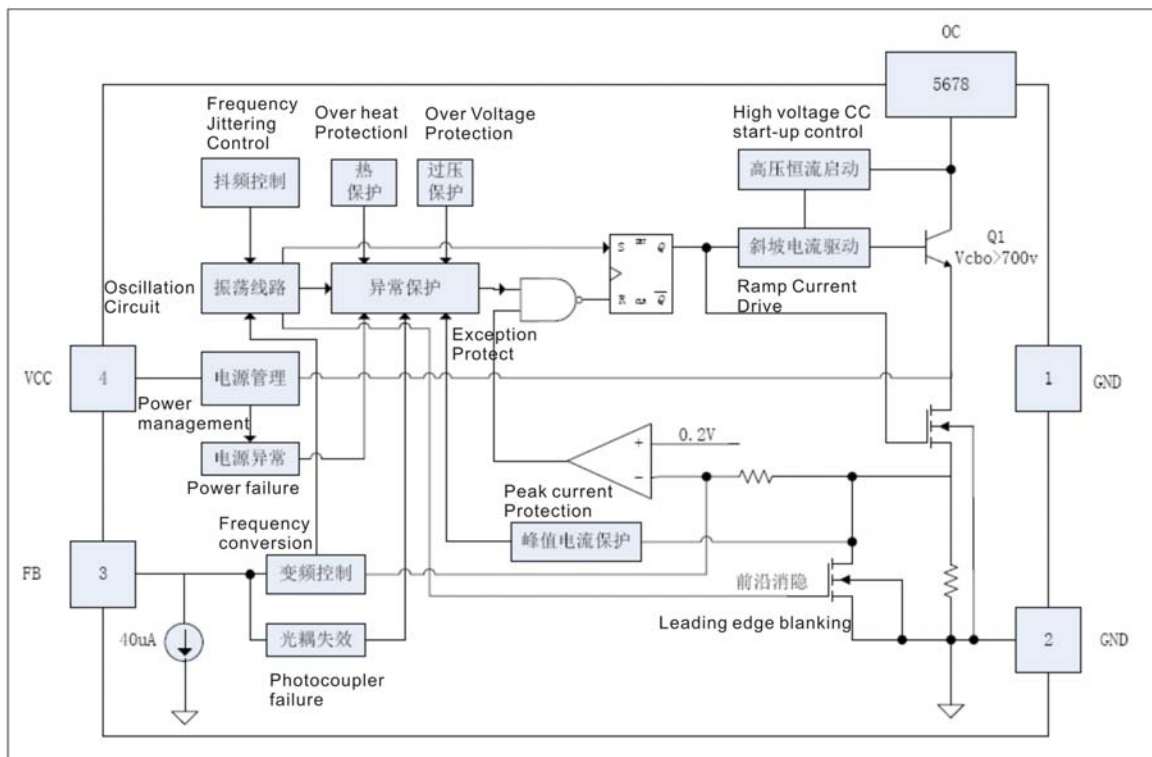 OC
5678
Frequency
Jittering
Control
Over heat
Protectionl
Over Voltage
Protection
High voltage CC
start-up control
抖频控制
热
保护
过压
保护
高压恒流启动
S
Q
Q1
Vcbo>700v
斜坡电流驱动
Oscillation
Circuit
振荡线路
异常保护
R
Q
Ramp Current
Drive
Exception
Protect
VCC
4
电源管理
1
GND
Power
management
电源异常
Power failure
0.2V
+
-
Peak current
Protection
峰值电流保护
Frequency
conversion
FB
3
变频控制
前沿消隐
Leading edge blanking
40uA
光耦失效
Photocoupler
failure
2
GND